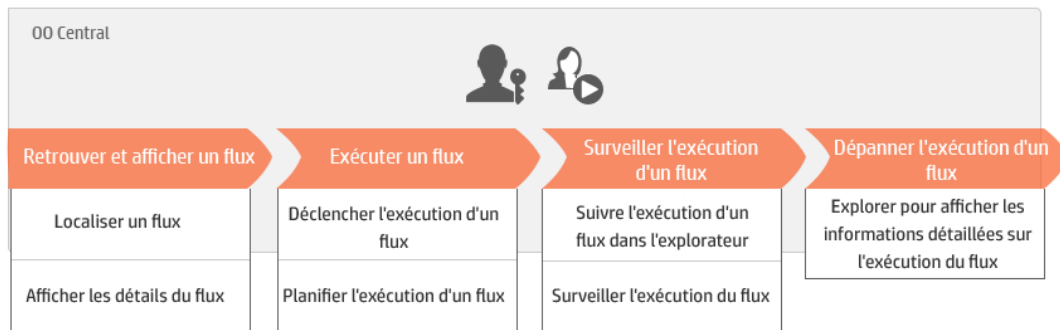 OO Central
Retrouver et afficher un flux
Exécuter un flux
Surveiller l'exécution
d'un flux
Dépanner l'exécution d'un
flux
Localiser un flux
Déclencher l'exécution d'un
flux
Suivre l'exécution d'un
flux dans l'explorateur
Explorer pour afficher les
informations détaillées sur
l'exécution du flux
Afficher les détails du flux
Planifier l'exécution d'un flux
Surveiller l'exécution du flux